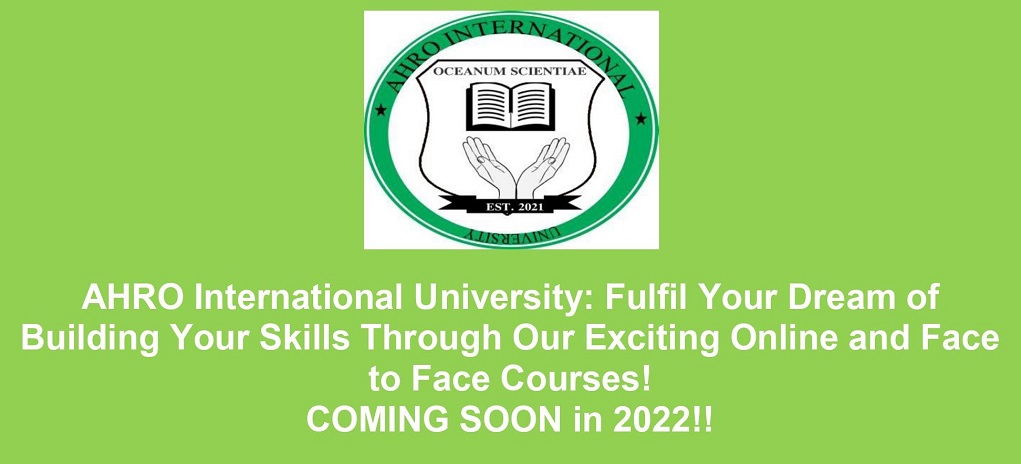 AHRO INTERNATIONAL
OCEANUM SCIENTIAE
EST. 2021
UNIVERSITY
AHRO International University: Fulfil Your Dream of
Building Your Skills Through Our Exciting Online and Face
to Face Courses!
COMING SOON in 2022!!